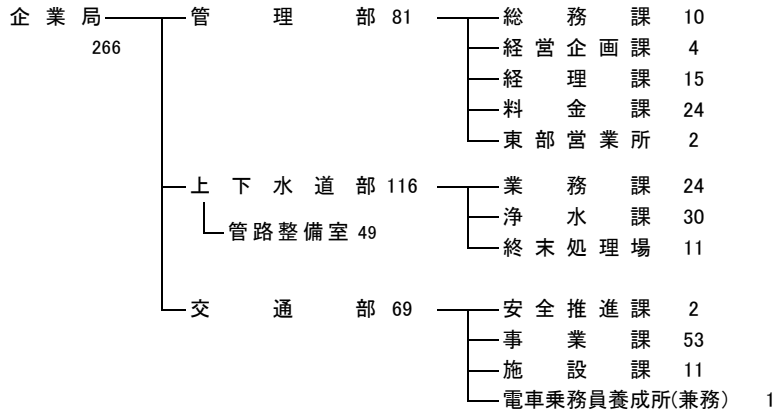 企業局 管理部 81 総務課 10
266 経営企画課 4
経理課 15
料金課 24
東部営業所 2
上下水道部 116 業務課 24
浄水課 30
管路整備室 49
終末処理場 11
交通部 69 安全推進課 2
事業課 53
施設課 11
電車乗務員養成所(兼務) 1